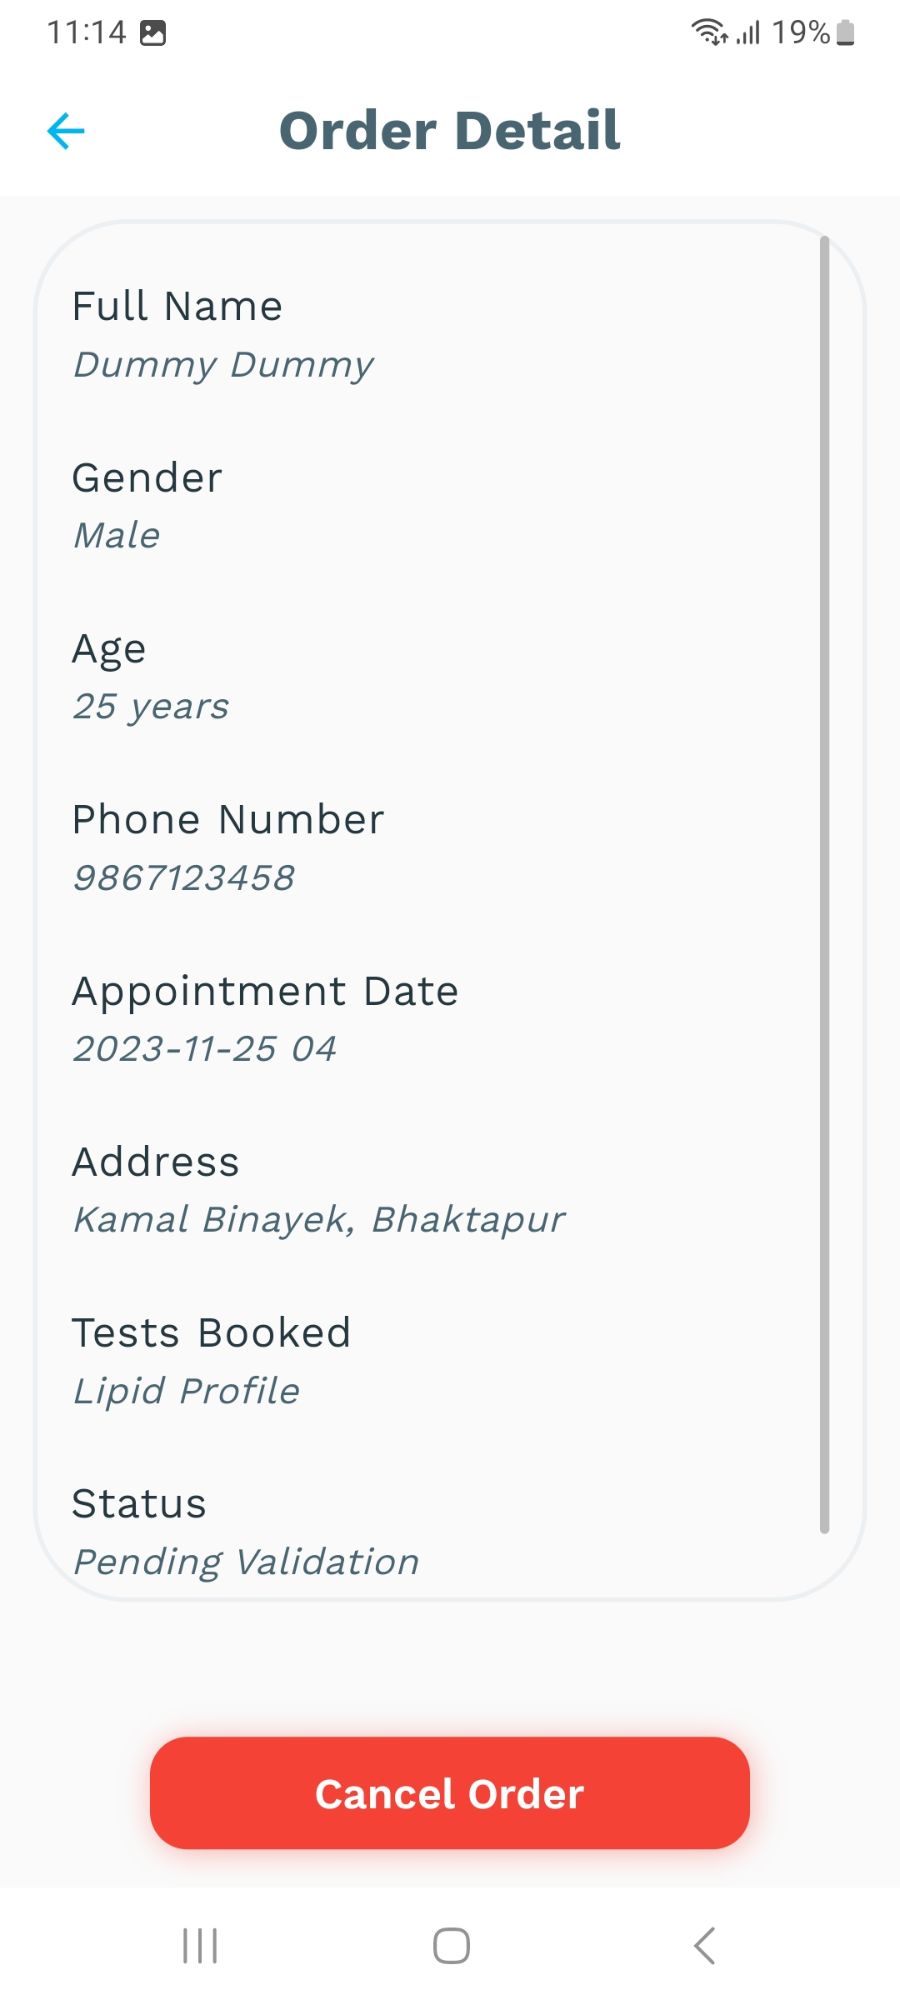 11:14
19%
Order Detail
Full Name
Dummy Dummy
Gender
Male
Age
25 years
Phone Number
9867123458
Appointment Date
2023-11-25 04
Address
Kamal Binayek, Bhaktapur
Tests Booked
Lipid Profile
Status
Pending Validation
Cancel Order